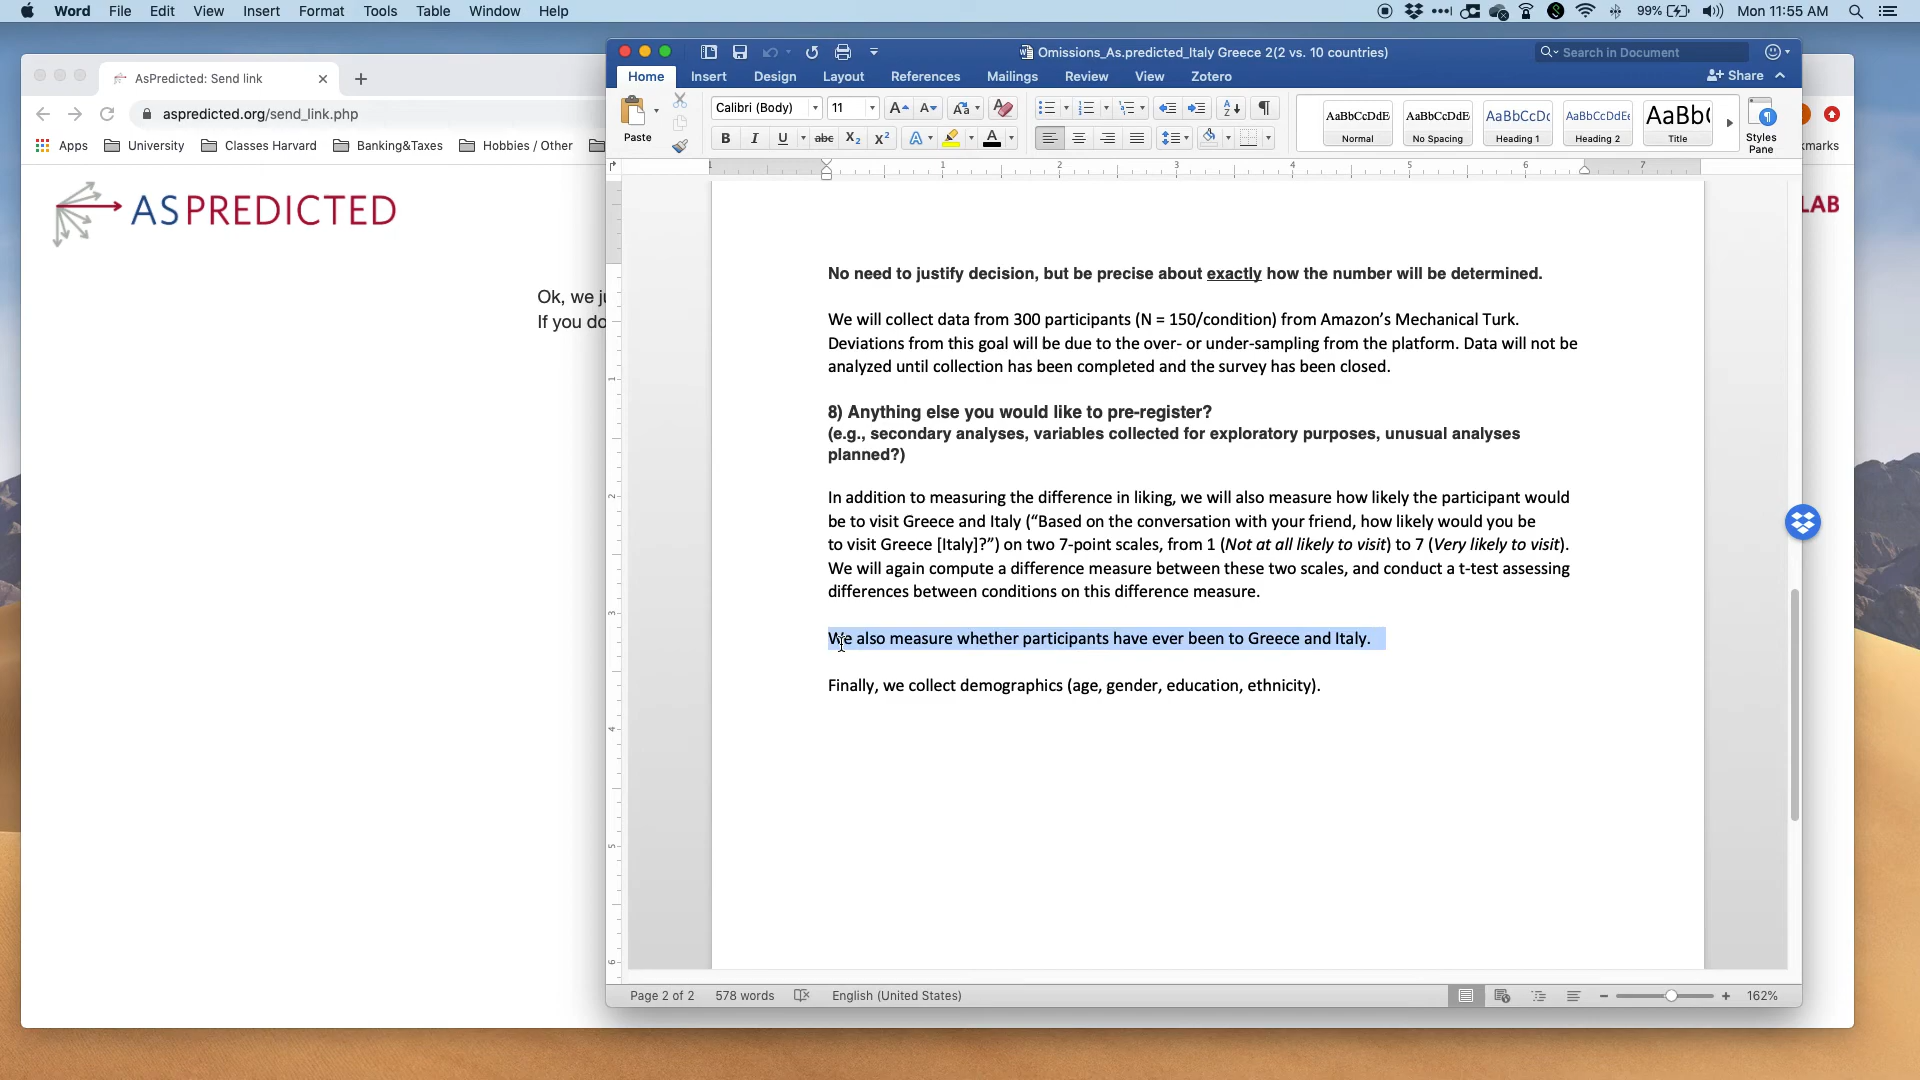 Word File Edit View Insert Format Tools Table Window Help
99% Mon 11:55 AM
AsPredicted: Send link
aspredicted.org/send_link.php
Apps University Classes Harvard Banking&Taxes Hobbies / Other
ASPREDICTED
Ok, we
If you do
LAB
Omissions_As.predicted_Italy Greece 2(2 vs. 10 countries)
Search in Document
Home Insert Design Layout References Mailings Review View Zotero
Share
Paste
Calibri (Body) 11
AaBbCcDdE AaBbCcDdE AaBbCcDc AaBbCcDdEe AaBb(
Normal No Spacing Heading 1 Heading 2 Title
Styles
Pane
No need to justify decision, but be precise about exactly how the number will be determined.
We will collect data from 300 participants (N = 150/condition) from Amazon’s Mechanical Turk.
Deviations from this goal will be due to the over- or under-sampling from the platform. Data will not be
analyzed until collection has been completed and the survey has been closed.
8) Anything else you would like to pre-register?
(e.g., secondary analyses, variables collected for exploratory purposes, unusual analyses
planned?)
In addition to measuring the difference in liking, we will also measure how likely the participant would
be to visit Greece and Italy (“Based on the conversation with your friend, how likely would you be
to visit Greece [Italy]?”) on two 7-point scales, from 1 (Not at all likely to visit) to 7 (Very likely to visit).
We will again compute a difference measure between these two scales, and conduct a t-test assessing
differences between conditions on this difference measure.
We also measure whether participants have ever been to Greece and Italy.
Finally, we collect demographics (age, gender, education, ethnicity).
Page 2 of 2 578 words English (United States)
162%